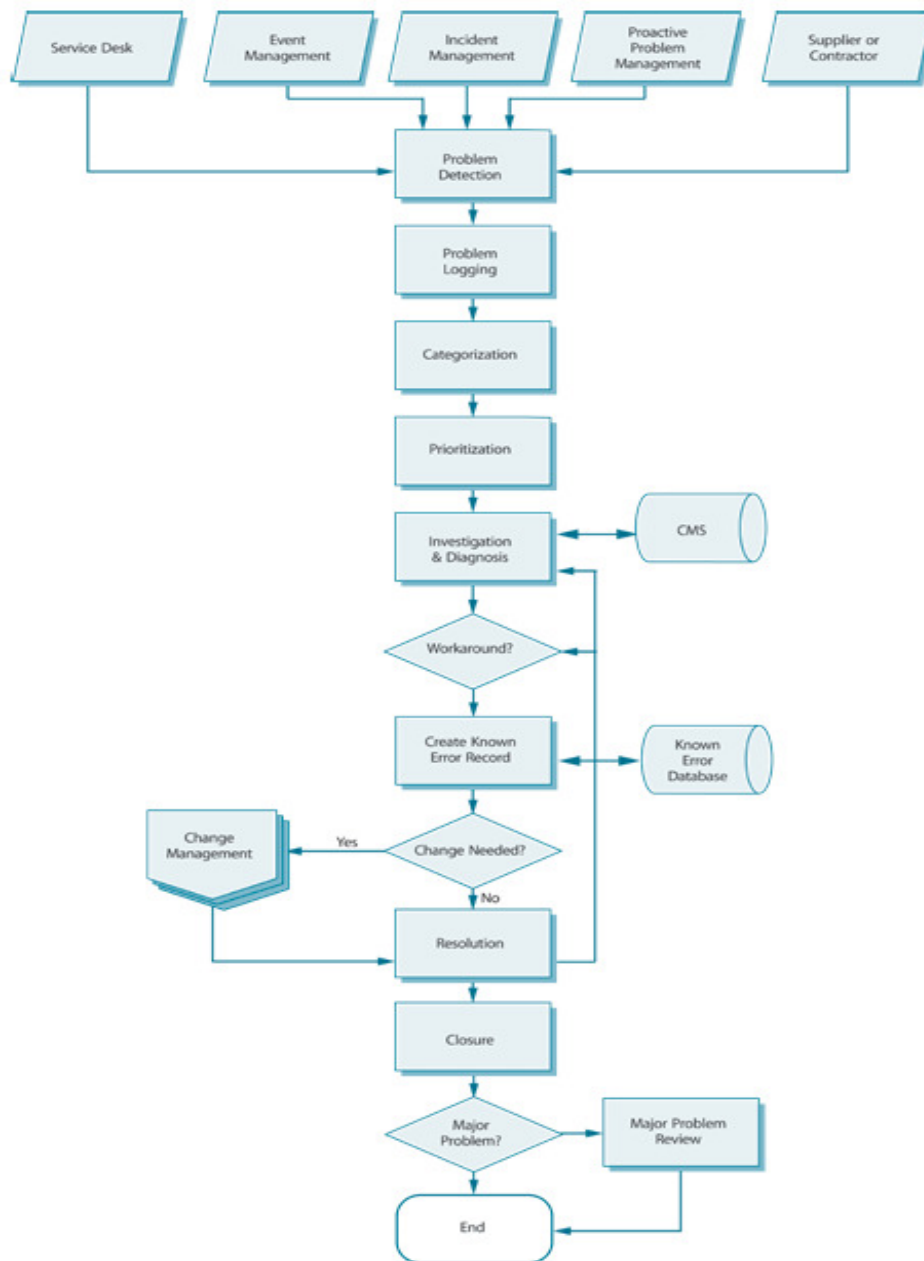 Service Desk
Event
Management
Incident
Management
Proactive
Problem
Management
Supplier or
Contractor
Problem
Detection
Problem
Logging
Categorization
Prioritization
Investigation
& Diagnosis
CMS
Workaround?
Create Known
Error Record
Known
Error
Database
Change
Management
Yes
Change Needed?
No
Resolution
Closure
Major
Problem?
Major Problem
Review
End